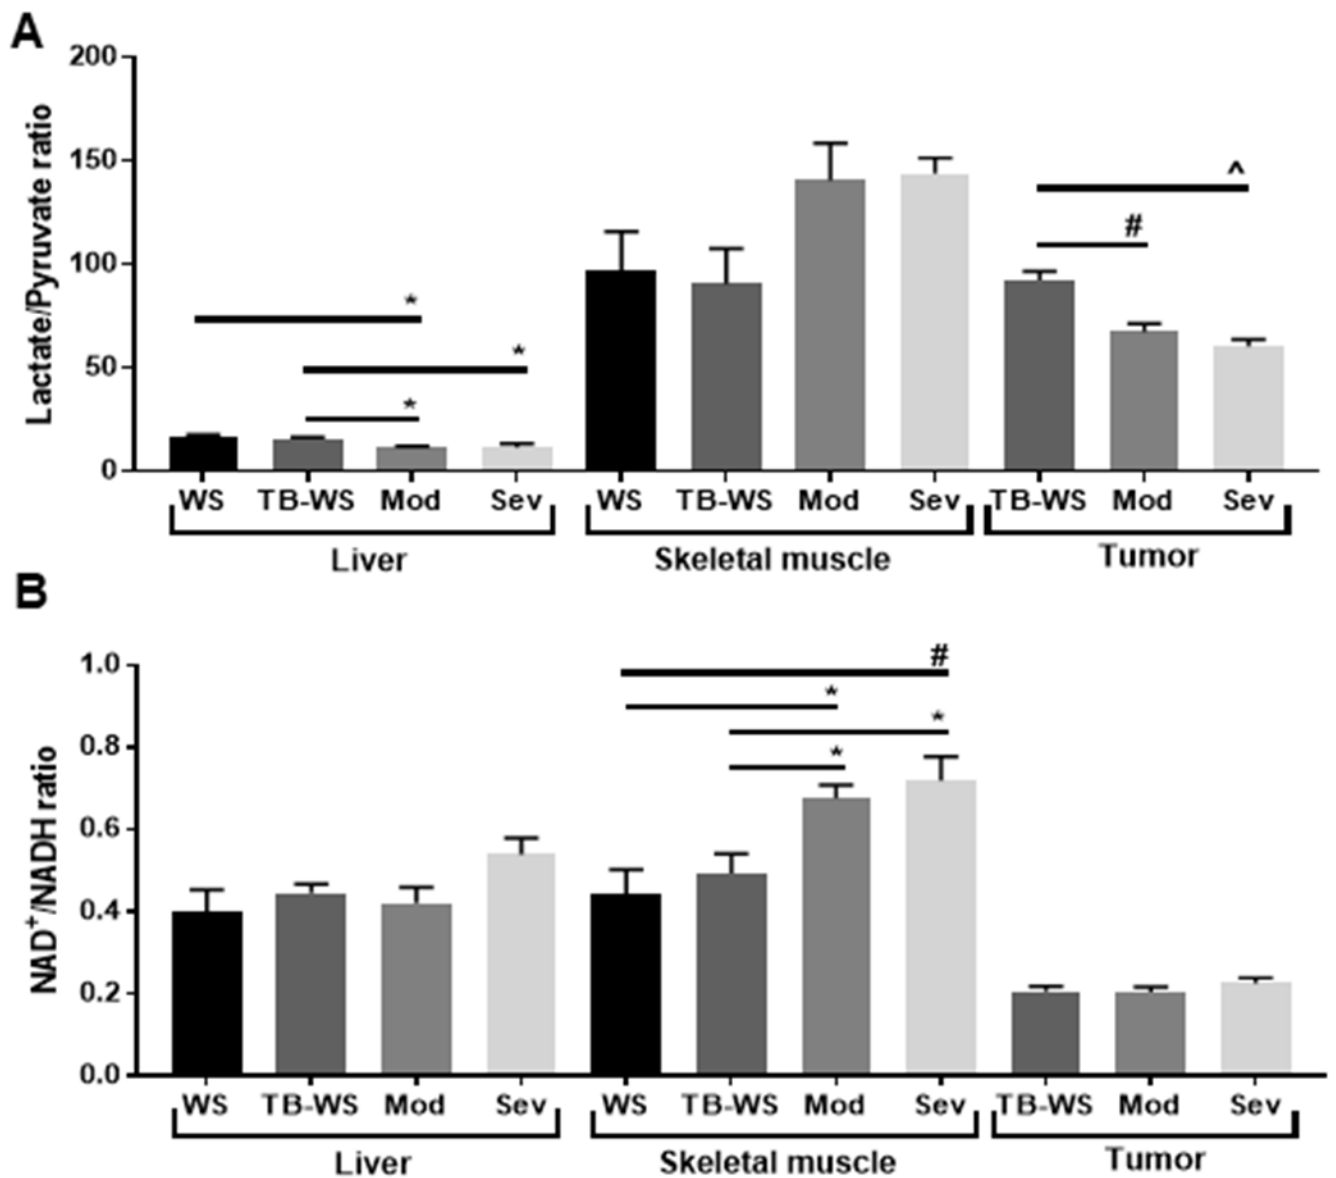 A
Lactate/Pyruvate ratio
200
150
100
50
0
*
*
*
^
#
WS TB-WS Mod Sev WS TB-WS Mod Sev TB-WS Mod Sev
Liver Skeletal muscle Tumor
B
NAD⁺/NADH ratio
1.0
0.8
0.6
0.4
0.2
0.0
#
*
*
*
WS TB-WS Mod Sev WS TB-WS Mod Sev TB-WS Mod Sev
Liver Skeletal muscle Tumor